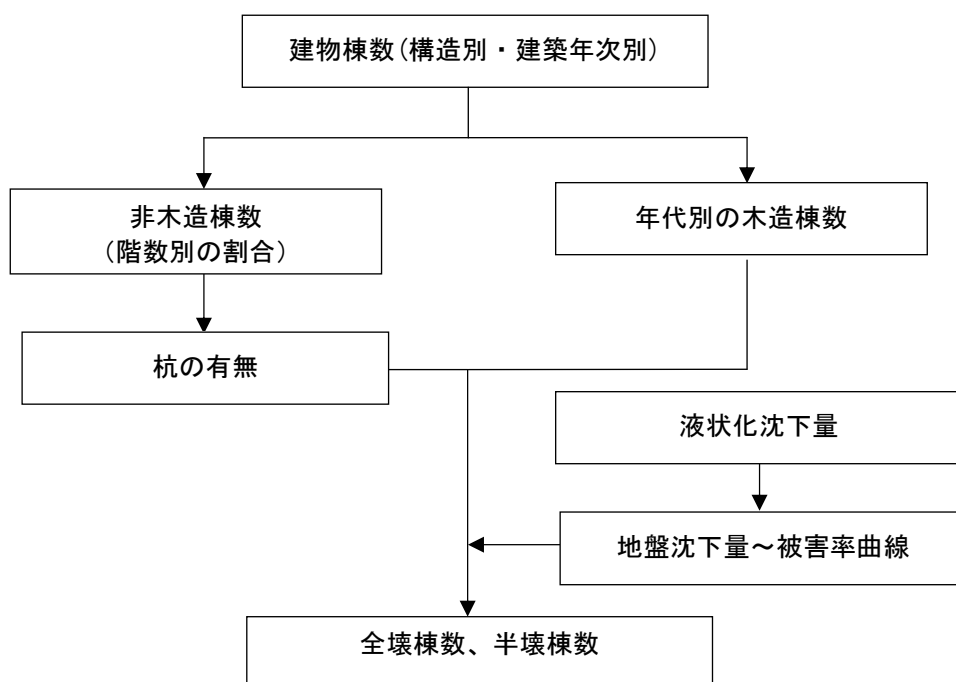 建物棟数(構造別・建築年次別)
非木造棟数
(階数別の割合)
年代別の木造棟数
杭の有無
液状化沈下量
地盤沈下量～被害率曲線
全壊棟数、半壊棟数